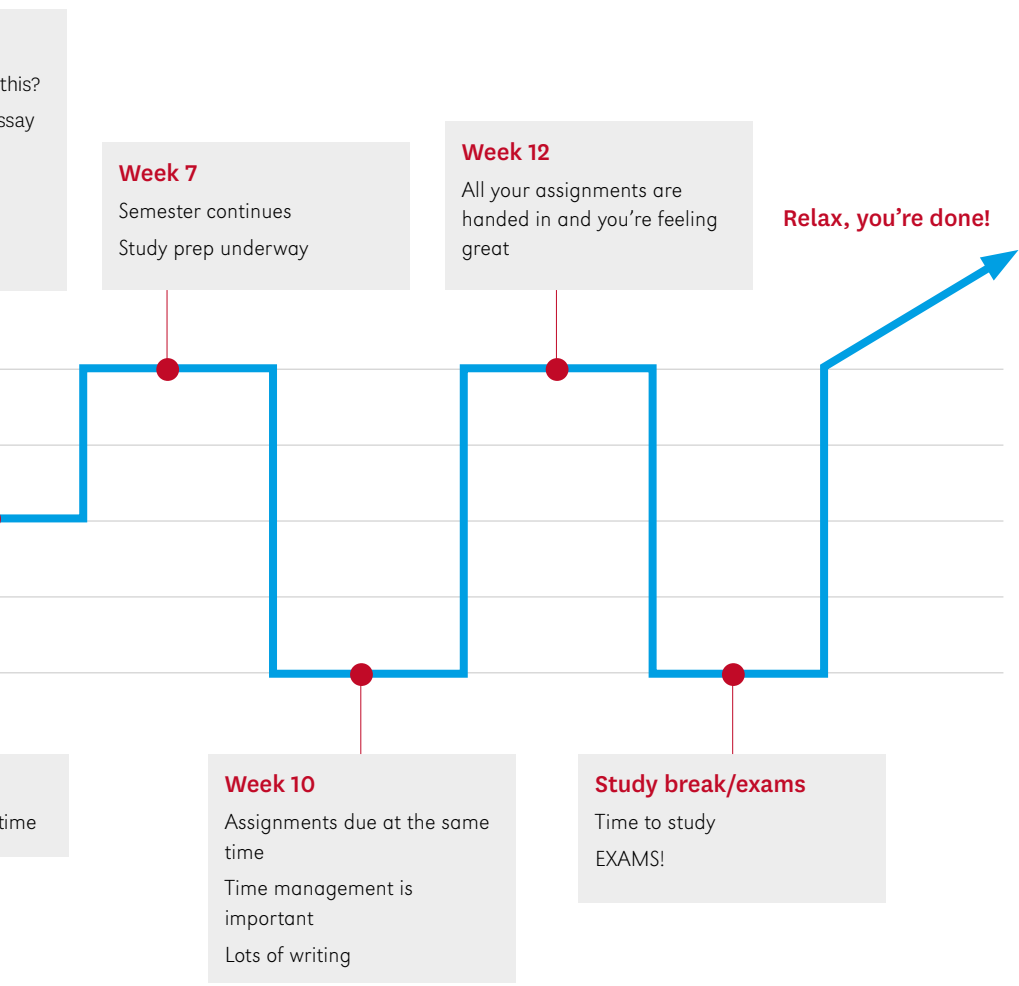 this?
ssay
Week 7
Semester continues
Study prep underway
Week 12
All your assignments are
handed in and you’re feeling
great
Relax, you’re done!
time
Week 10
Assignments due at the same
time
Time management is
important
Lots of writing
Study break/exams
Time to study
EXAMS!